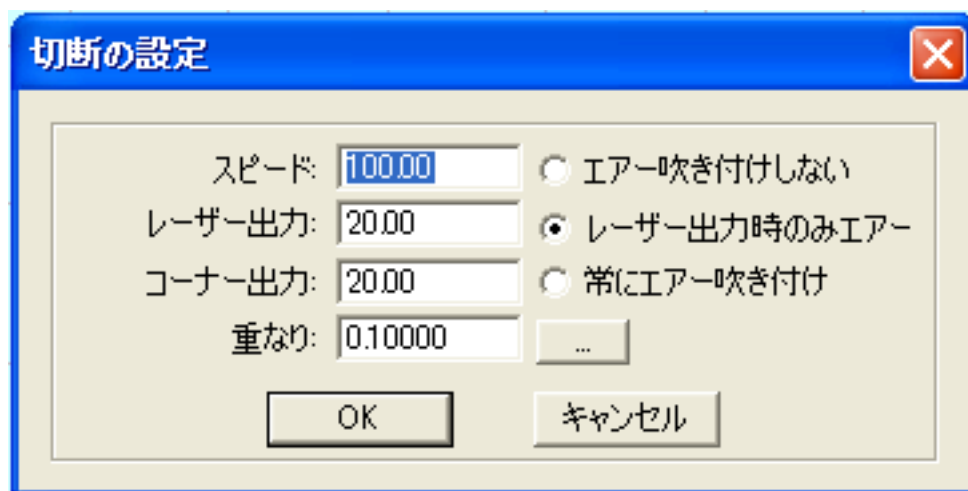 切断の設定
スピード: 100.00 エアー吹き付けしない
レーザー出力: 20.00 レーザー出力時のみエアー
コーナー出力: 20.00 常にエアー吹き付け
重なり: 0.10000 ...
OK キャンセル